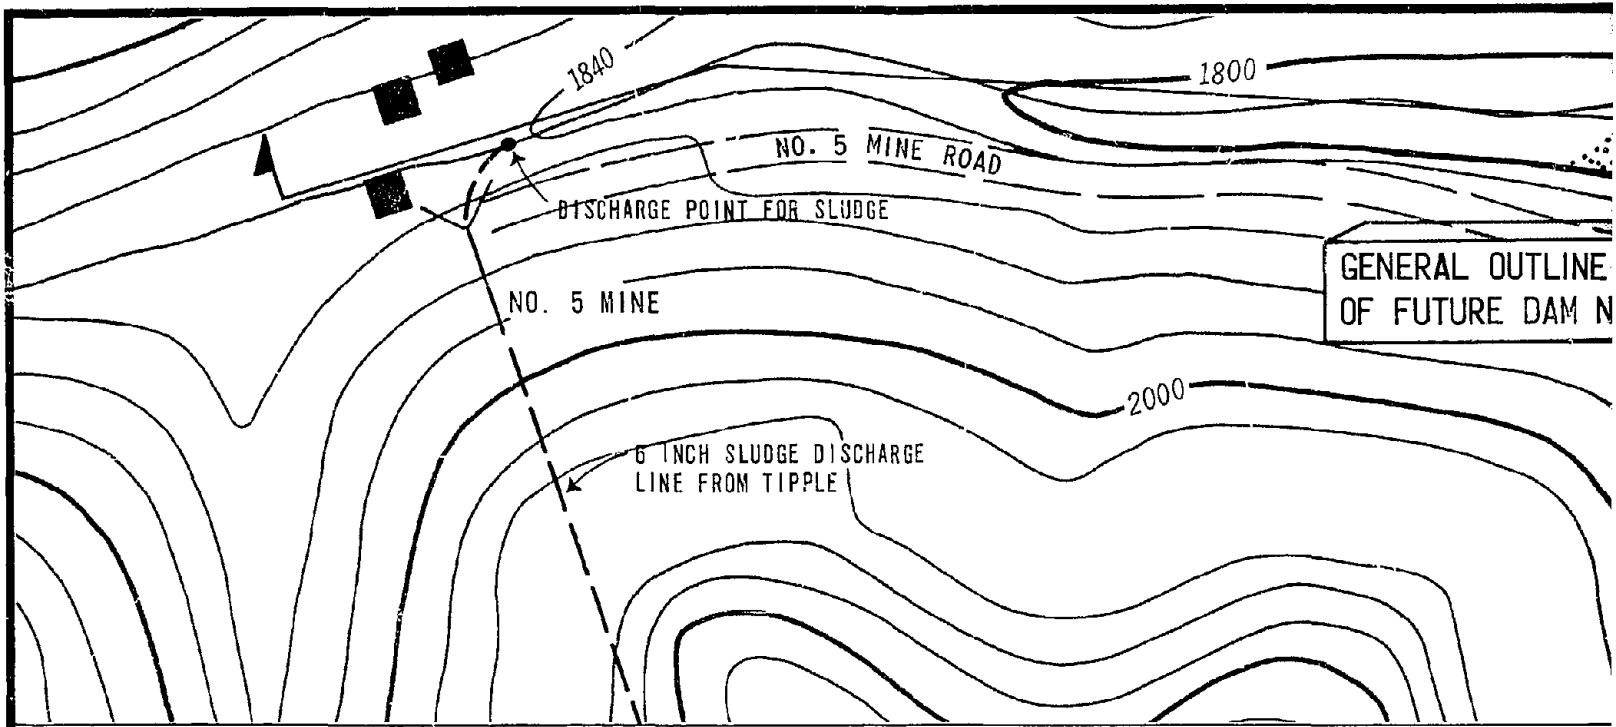 1840
1800
NO. 5 MINE ROAD
DISCHARGE POINT FOR SLUDGE
GENERAL OUTLINE
OF FUTURE DAM N
NO. 5 MINE
2000
6 INCH SLUDGE DISCHARGE
LINE FROM TIPPLE